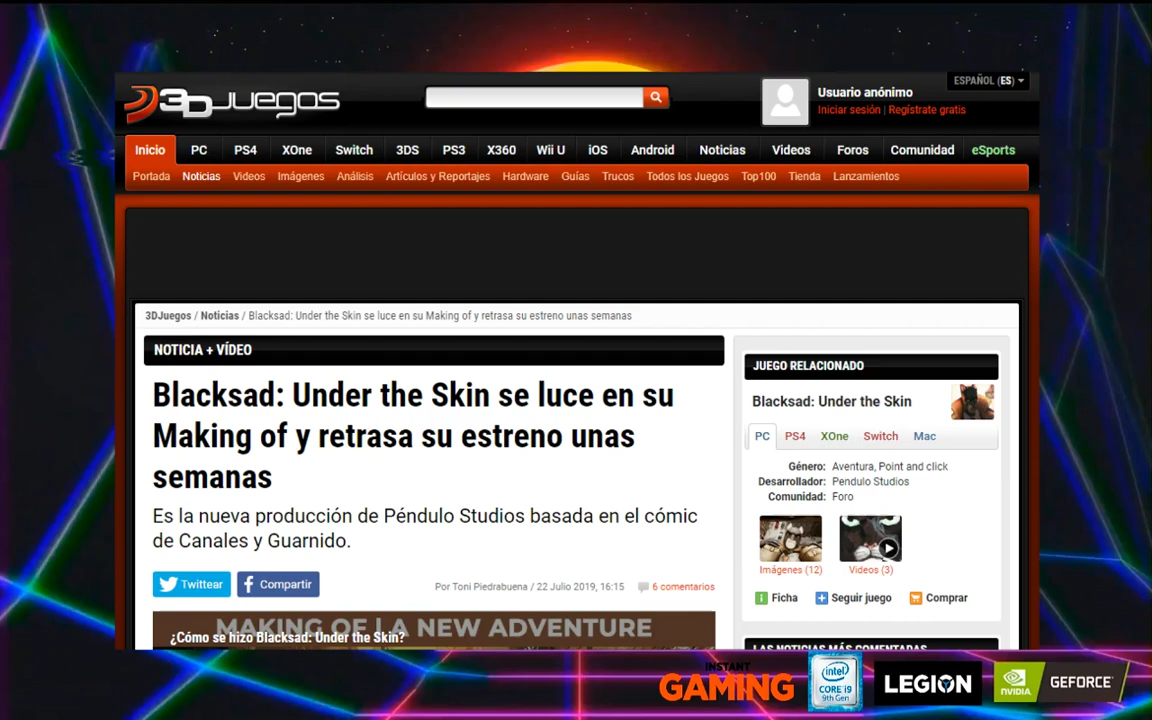 3DJUEGOS
ESPAÑOL (ES)
Usuario anónimo
Iniciar sesión | Regístrate gratis
Inicio PC PS4 XOne Switch 3DS PS3 X360 Wii U iOS Android Noticias Videos Foros Comunidad eSports
Portada Noticias Videos Imágenes Análisis Artículos y Reportajes Hardware Guías Trucos Todos los Juegos Top100 Tienda Lanzamientos
3DJuegos / Noticias / Blacksad: Under the Skin se luce en su Making of y retrasa su estreno unas semanas
NOTICIA + VÍDEO
Blacksad: Under the Skin se luce en su
Making of y retrasa su estreno unas
semanas
Es la nueva producción de Péndulo Studios basada en el cómic
de Canales y Guarnido.
Twittear Compartir
Por Toni Piedrabuena / 22 Julio 2019, 16:15 6 comentarios
MAKING OF LA NEW ADVENTURE
¿Cómo se hizo Blacksad: Under the Skin?
JUEGO RELACIONADO
Blacksad: Under the Skin
PC PS4 XOne Switch Mac
Género: Aventura, Point and click
Desarrollador: Pendulo Studios
Comunidad: Foro
Imágenes (12) Videos (3)
Ficha Seguir juego Comprar
LAS NOTICIAS MÁS COMENTADAS
INSTANT
GAMING
intel
CORE i9
9th Gen
LEGION
NVIDIA
GEFORCE